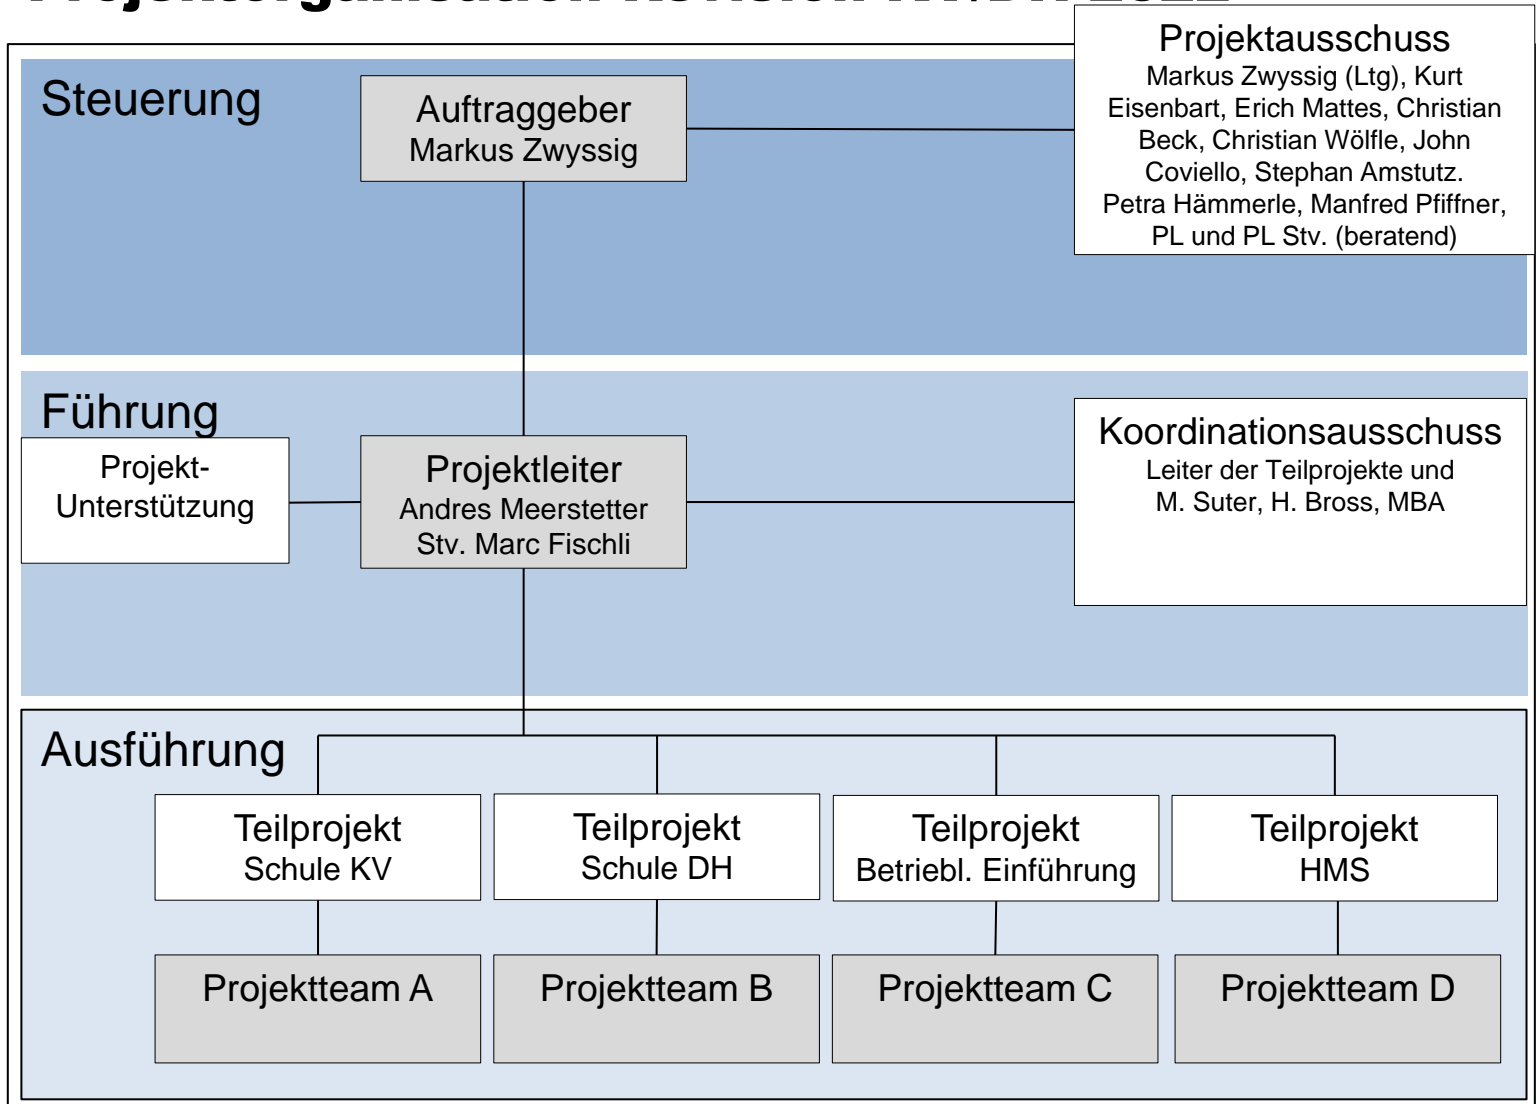 Projektorganisation
Projektausschuss
Markus Zwyssig (Ltg), Kurt
Eisenbart, Erich Mattes, Christian
Beck, Christian Wölfle, John
Coviello, Stephan Amstutz.
Petra Hämmerle, Manfred Pfiffner,
PL und PL Stv. (beratend)
Steuerung
Auftraggeber
Markus Zwyssig
Führung
Projekt-
Unterstützung
Projektleiter
Andres Meerstetter
Stv. Marc Fischli
Koordinationsausschuss
Leiter der Teilprojekte und
M. Suter, H. Bross, MBA
Ausführung
Teilprojekt
Schule KV
Teilprojekt
Schule DH
Teilprojekt
Betriebl. Einführung
Teilprojekt
HMS
Projektteam A
Projektteam B
Projektteam C
Projektteam D